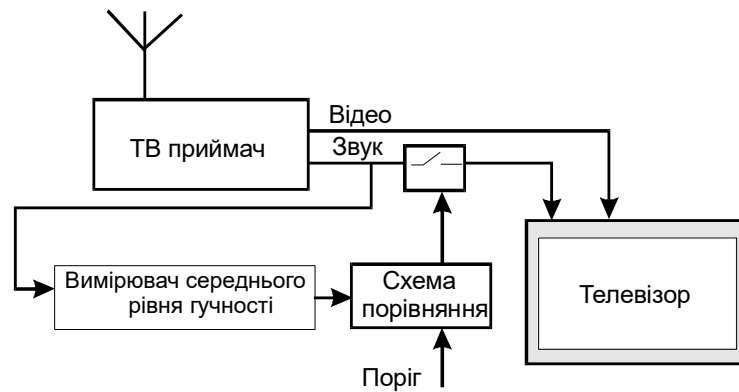 Відео
ТВ приймач
Звук
Вимірювач середнього
рівня гучності
Схема
порівняння
Телевізор
Поріг